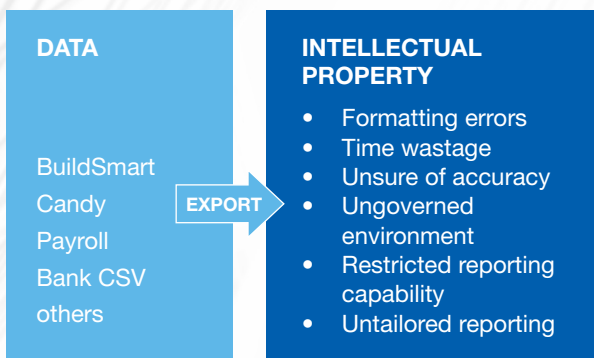 DATA
BuildSmart
Candy
Payroll
Bank CSV
others
EXPORT
INTELLECTUAL
PROPERTY
• Formatting errors
• Time wastage
• Unsure of accuracy
• Ungoverned
environment
• Restricted reporting
capability
• Untailored reporting